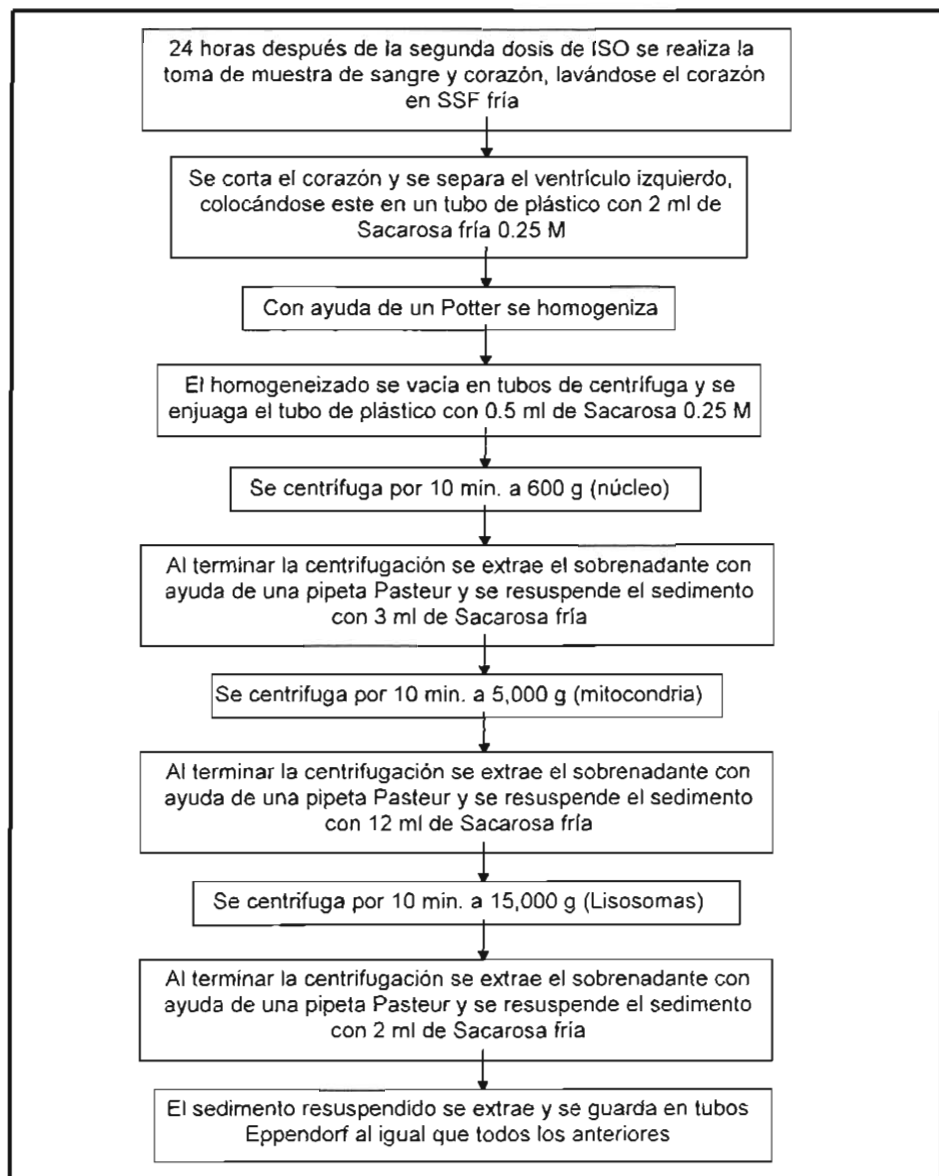 24 horas después de la segunda dosis de ISO se realiza la
toma de muestra de sangre y corazón, lavándose el corazón
en SSF fría
Se corta el corazón y se separa el ventrículo izquierdo,
colocándose este en un tubo de plástico con 2 ml de
Sacarosa fría 0.25 M
Con ayuda de un Potter se homogeniza
El homogeneizado se vacía en tubos de centrífuga y se
enjuaga el tubo de plástico con 0.5 ml de Sacarosa 0.25 M
Se centrífuga por 10 min. a 600 g (núcleo)
Al terminar la centrifugación se extrae el sobrenadante con
ayuda de una pipeta Pasteur y se resuspende el sedimento
con 3 ml de Sacarosa fría
Se centrifuga por 10 min. a 5,000 g (mitocondria)
Al terminar la centrifugación se extrae el sobrenadante con
ayuda de una pipeta Pasteur y se resuspende el sedimento
con 12 ml de Sacarosa fría
Se centrifuga por 10 min. a 15,000 g (Lisosomas)
Al terminar la centrifugación se extrae el sobrenadante con
ayuda de una pipeta Pasteur y se resuspende el sedimento
con 2 ml de Sacarosa fría
El sedimento resuspendido se extrae y se guarda en tubos
Eppendorf al igual que todos los anteriores